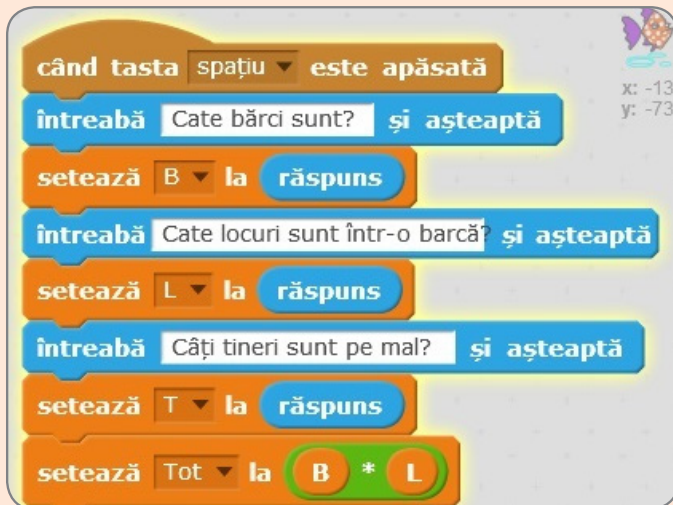 când tasta spațiu este apăsată
x: -13
y: -73
întreabă Cate bărci sunt? și așteaptă
setează B la răspuns
întreabă Cate locuri sunt într-o barcă? și așteaptă
setează L la răspuns
întreabă Câți tineri sunt pe mal? și așteaptă
setează T la răspuns
setează Tot la B * L